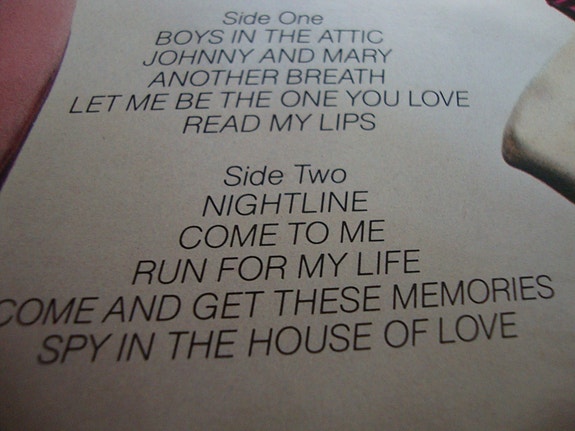 Side One
BOYS IN THE ATTIC
JOHNNY AND MARY
ANOTHER BREATH
LET ME BE THE ONE YOU LOVE
READ MY LIPS
Side Two
NIGHTLINE
COME TO ME
RUN FOR MY LIFE
COME AND GET THESE MEMORIES
SPY IN THE HOUSE OF LOVE